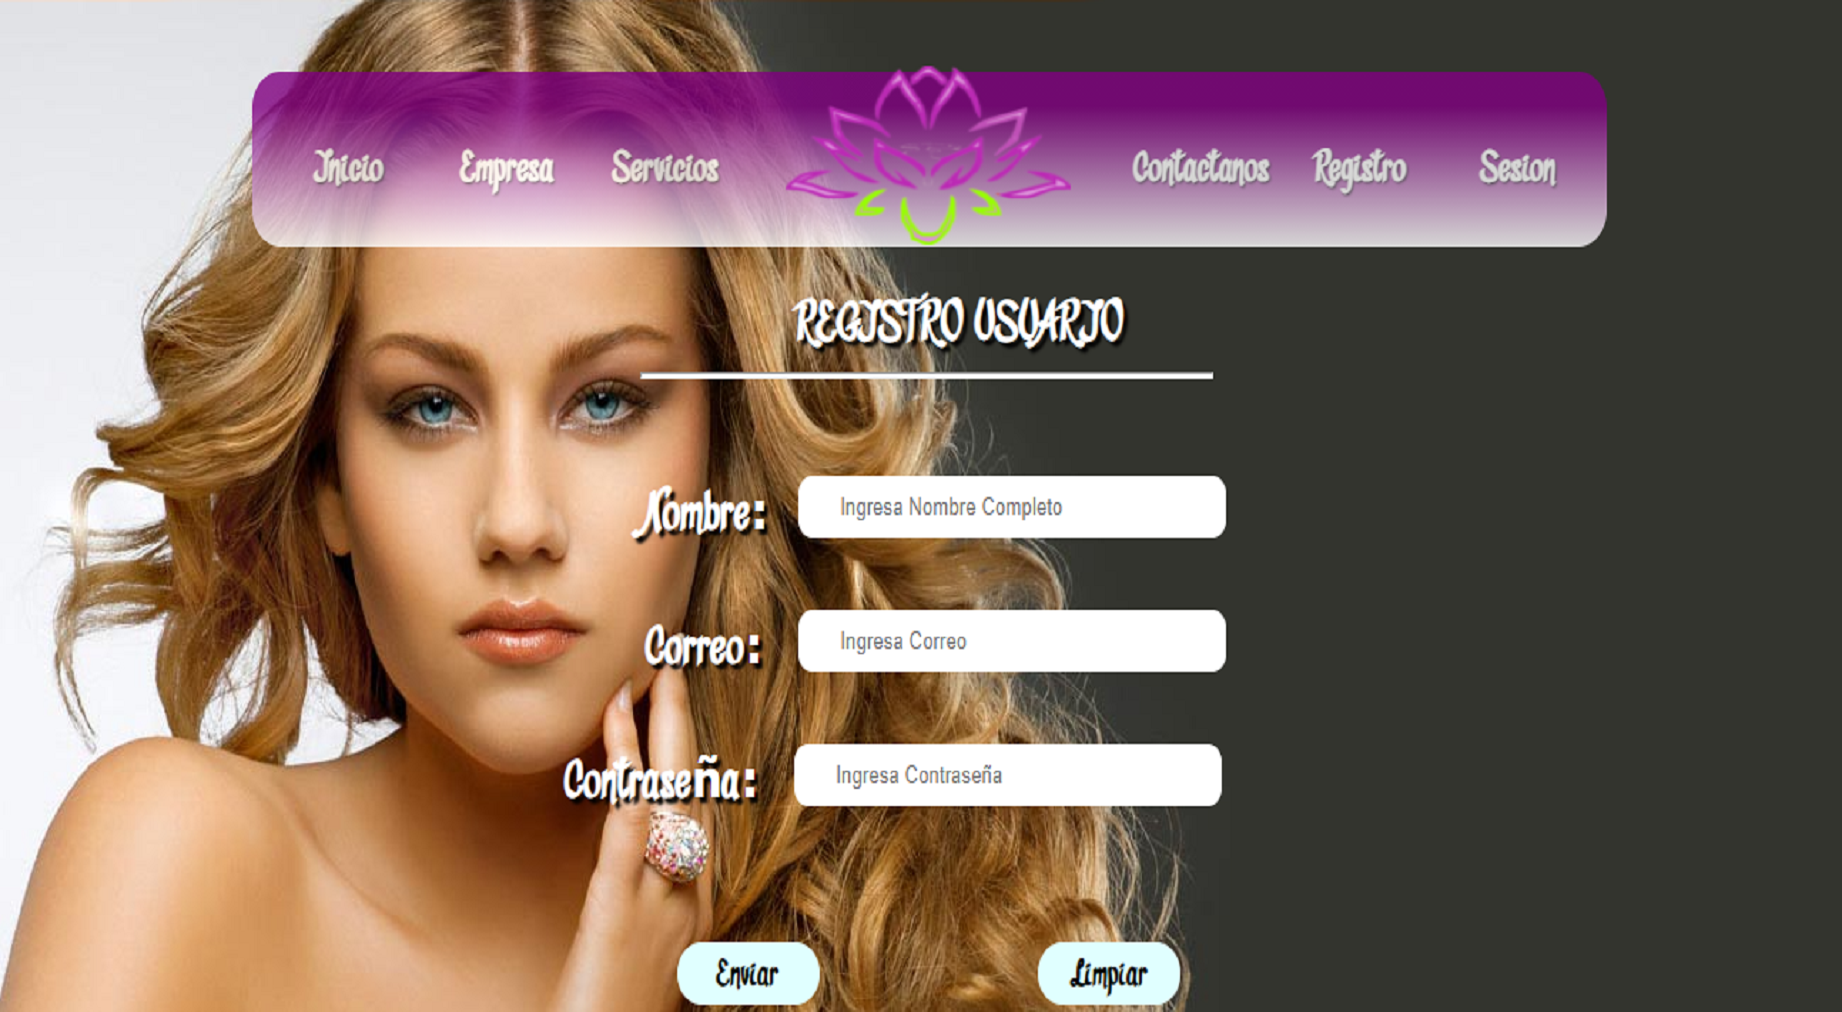 Inicio Empresa Servicios Contactanos Registro Sesion
REGISTRO USUARIO
Nombre: Ingresa Nombre Completo
Correo: Ingresa Correo
Contraseña: Ingresa Contraseña
Enviar Limpiar